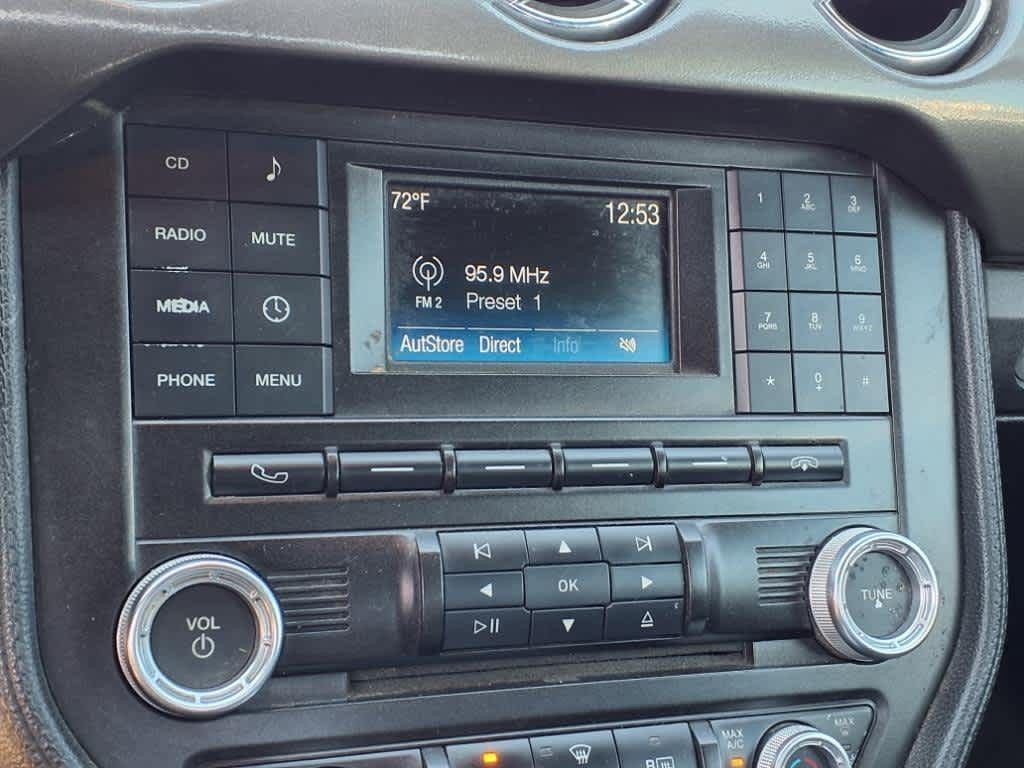 CD
RADIO
MUTE
MEDIA
PHONE
MENU
72°F
12:53
95.9 MHz
FM 2
Preset 1
AutStore Direct Info
1
2
ABC
3
DEF
4
GHI
5
JKL
6
MNO
7
PQRS
8
TUV
9
WXYZ
*
0
+
#
VOL
OK
TUNE
MAX
A/C
MAX
R